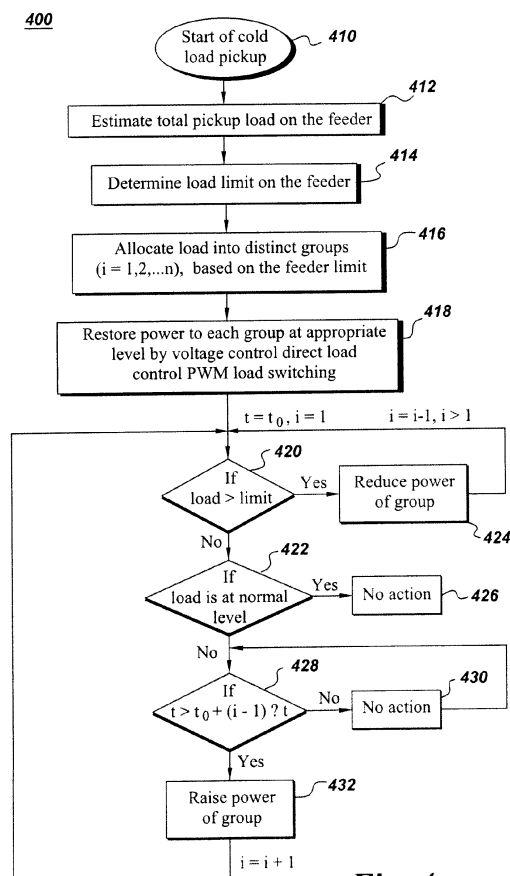 400
Start of cold
load pickup
410
412
Estimate total pickup load on the feeder
414
Determine load limit on the feeder
416
Allocate load into distinct groups
(i = 1,2,...n), based on the feeder limit
418
Restore power to each group at appropriate
level by voltage control direct load
control PWM load switching
t = t0 , i = 1
i = i-1, i > 1
420
If
load > limit
Yes
Reduce power
of group
424
No
422
If
load is at normal
level
Yes
No action
426
No
428
If
t > t0 + (i - 1) ? t
No
No action
430
Yes
432
Raise power
of group
i = i + 1